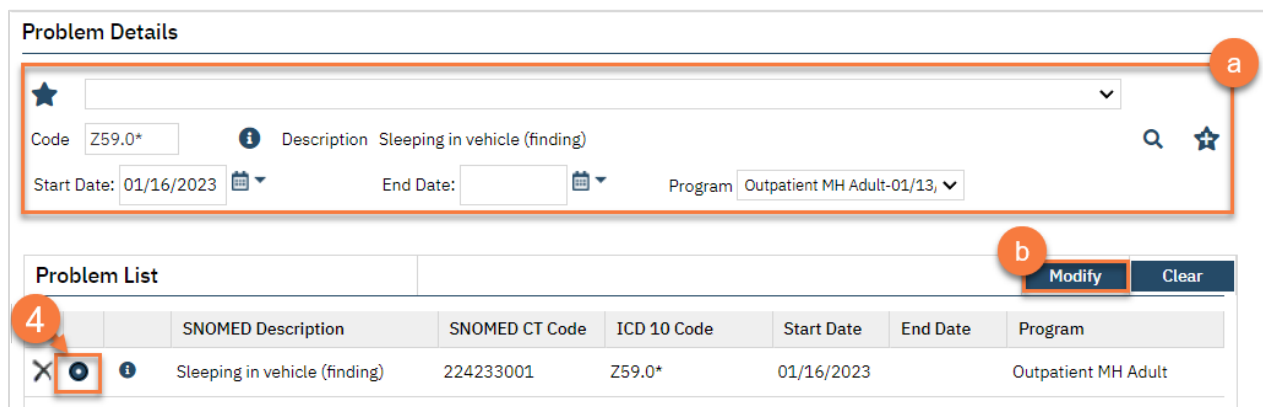 Problem Details
a
Code Z59.0* Description Sleeping in vehicle (finding)
Start Date: 01/16/2023 End Date: Program Outpatient MH Adult-01/13,
b
Problem List Modify Clear
4
SNOMED Description SNOMED CT Code ICD 10 Code Start Date End Date Program
Sleeping in vehicle (finding) 224233001 Z59.0* 01/16/2023 Outpatient MH Adult